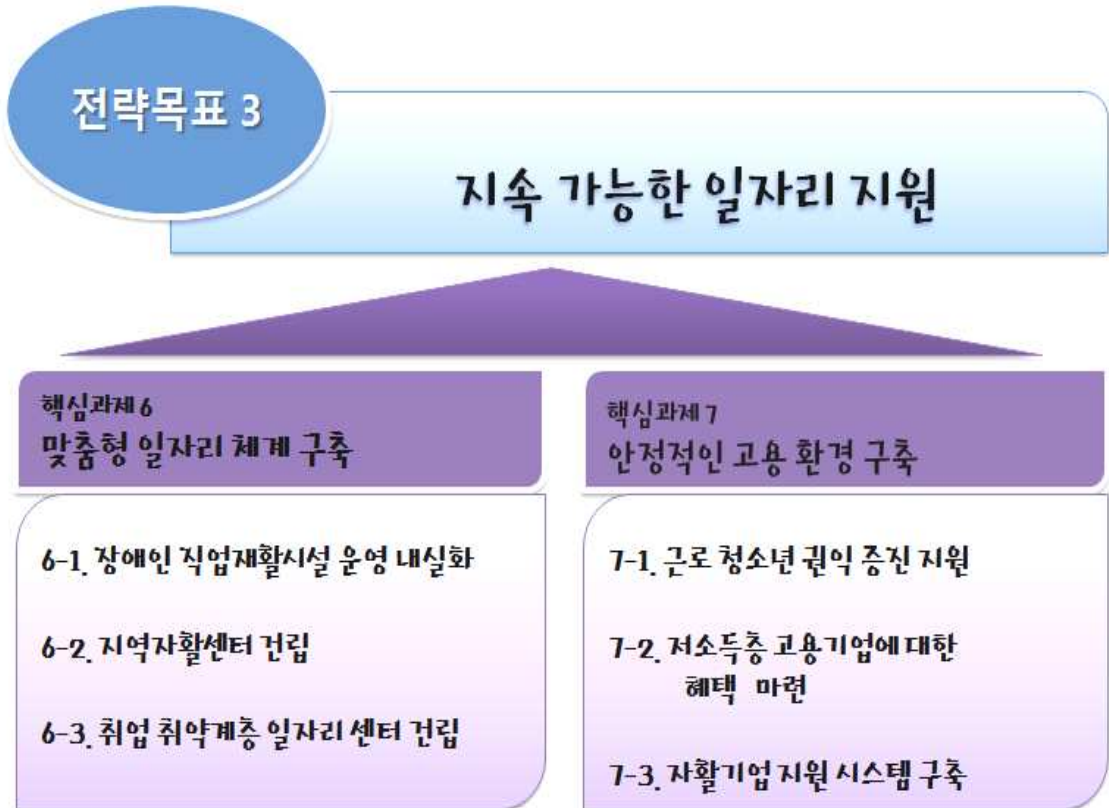 전략목표 3
지속 가능한 일자리 지원
핵심과제 6
맞춤형 일자리 체계 구축
6-1. 장애인 직업재활시설 운영 내실화
6-2. 지역자활센터 건립
6-3. 취업 취약계층 일자리 센터 건립
핵심과제 7
안정적인 고용 환경 구축
7-1. 근로 청소년 권익 증진 지원
7-2. 저소득층 고용기업에 대한
혜택 마련
7-3. 자활기업 지원 시스템 구축